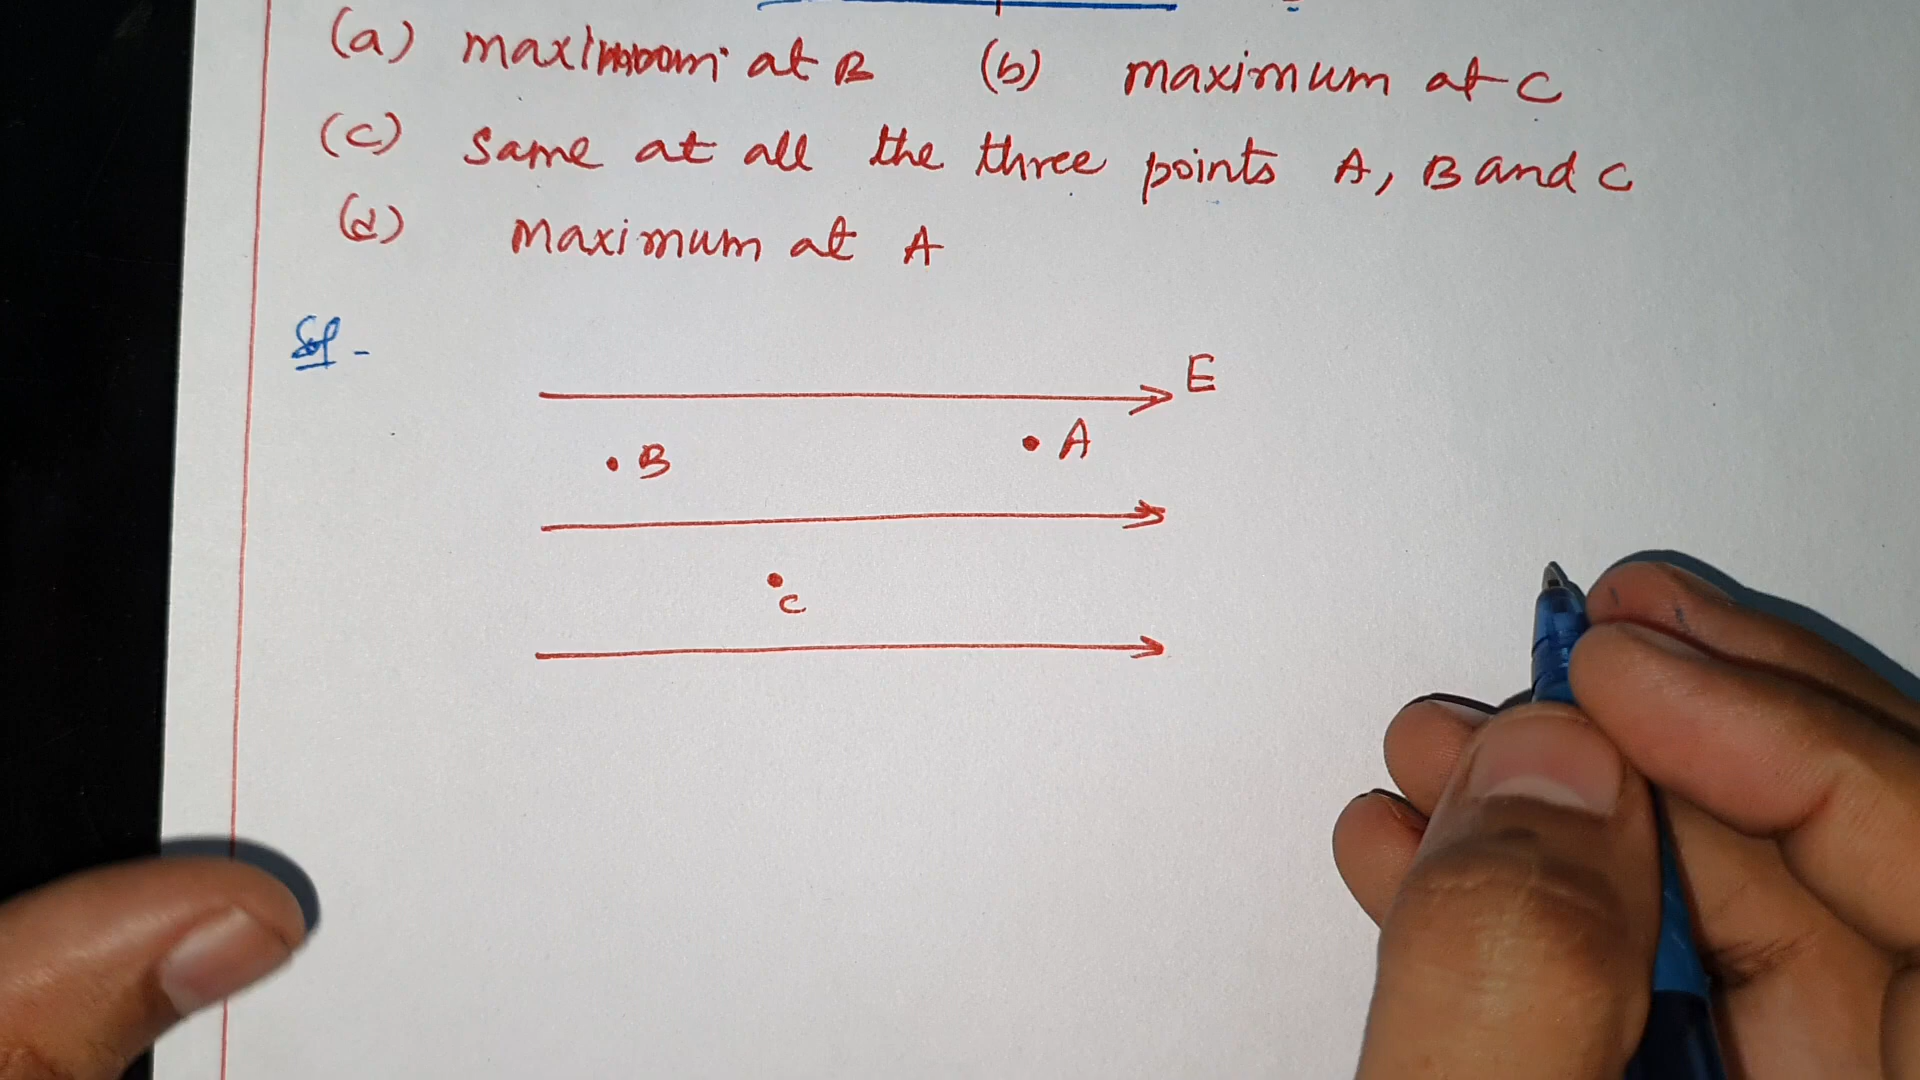 (a) maximum at B (b) maximum at C
(c) same at all the three points A, B and C
(d) maximum at A
Sol -
E
B
A
C